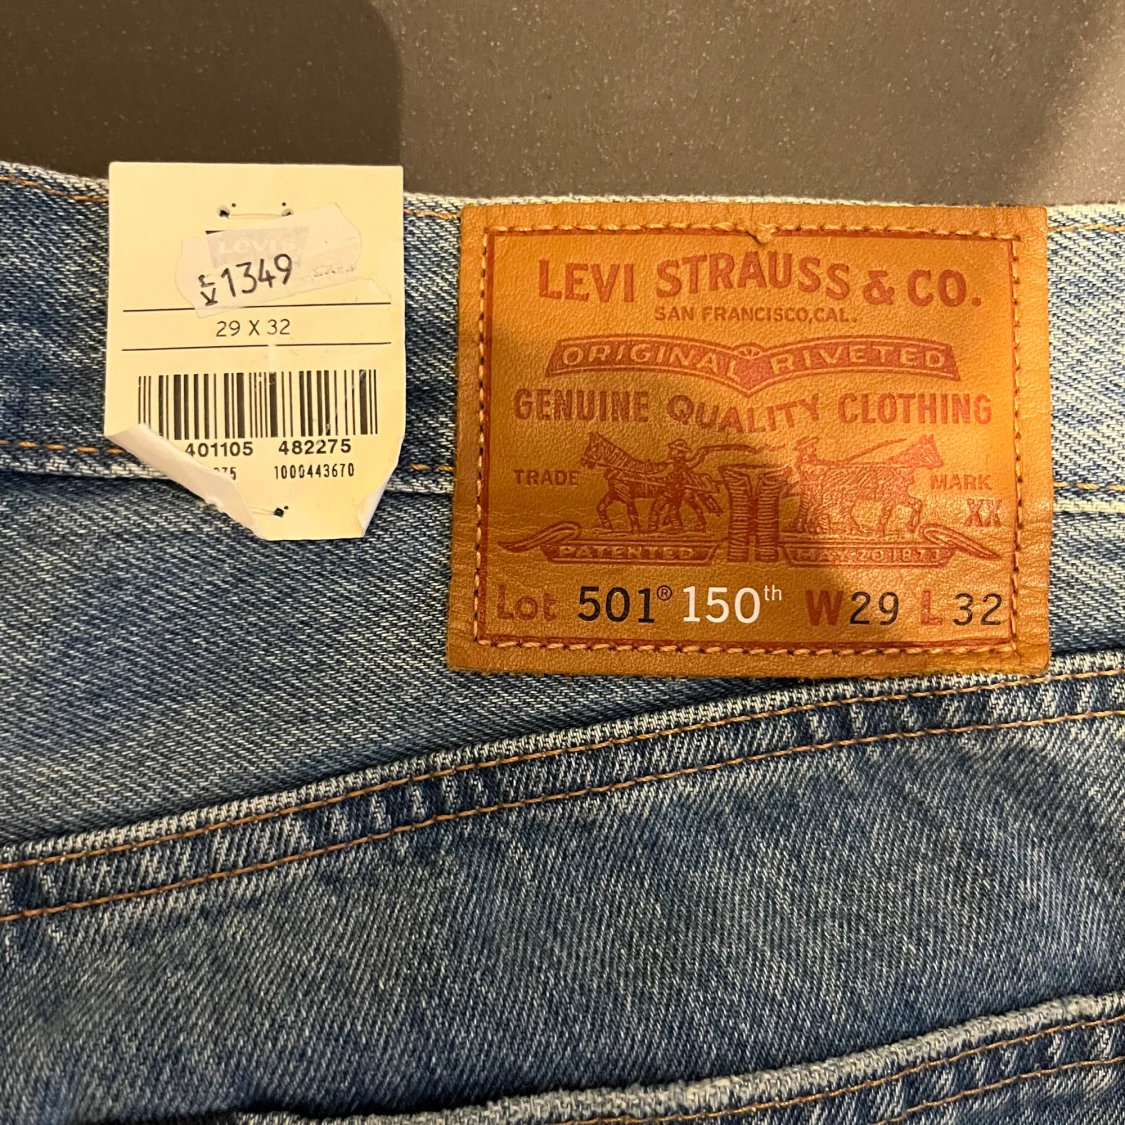 LEVI'S
1349
29 X 32
401105 482275
1000443670
LEVI STRAUSS & CO.
SAN FRANCISCO,CAL.
ORIGINAL RIVETED
GENUINE QUALITY CLOTHING
TRADE MARK
XX
PATENTED MAY 20 1873
Lot 501® 150th W29 L32